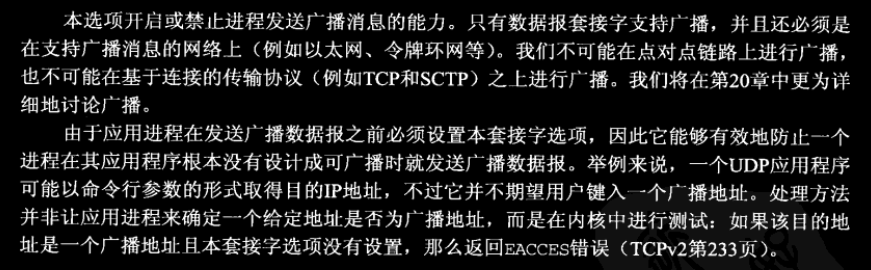 本选项开启或禁止进程发送广播消息的能力。只有数据报套接字支持广播，并且还必须是
在支持广播消息的网络上（例如以太网、令牌环网等）。我们不可能在点对点链路上进行广播，
也不可能在基于连接的传输协议（例如TCP和SCTP）之上进行广播。我们将在第20章中更为详
细地讨论广播。
由于应用进程在发送广播数据报之前必须设置本套接字选项，因此它能够有效地防止一个
进程在其应用程序根本没有设计成可广播时就发送广播数据报。举例来说，一个UDP应用程序
可能以命令行参数的形式取得目的IP地址，不过它并不期望用户键入一个广播地址。处理方法
并非让应用进程来确定一个给定地址是否为广播地址，而是在内核中进行测试：如果该目的地
址是一个广播地址且本套接字选项没有设置，那么返回EACCES错误（TCPv2第233页）。